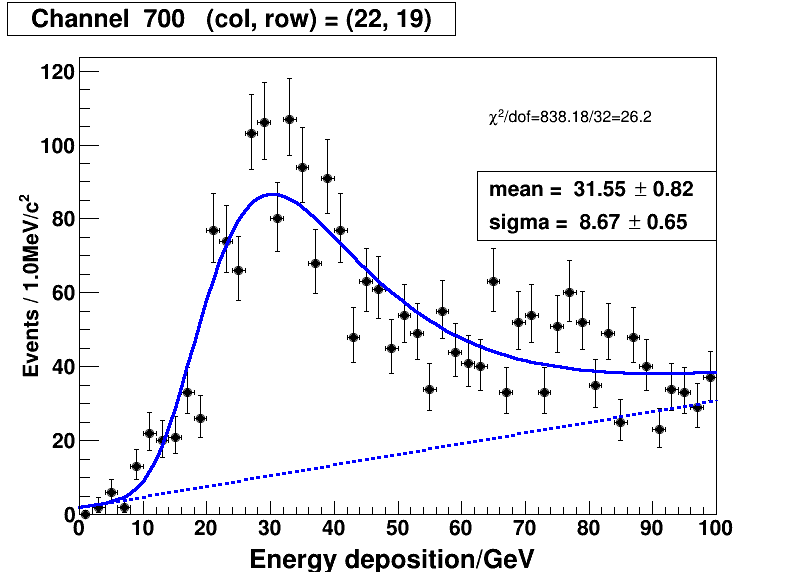 Channel  700   (col, row) = (22, 19)
χ²/dof=838.18/32=26.2
mean =  31.55 ± 0.82
sigma =  8.67 ± 0.65
Events / 1.0MeV/c²
120
100
80
60
40
20
0
0 10 20 30 40 50 60 70 80 90 100
Energy deposition/GeV